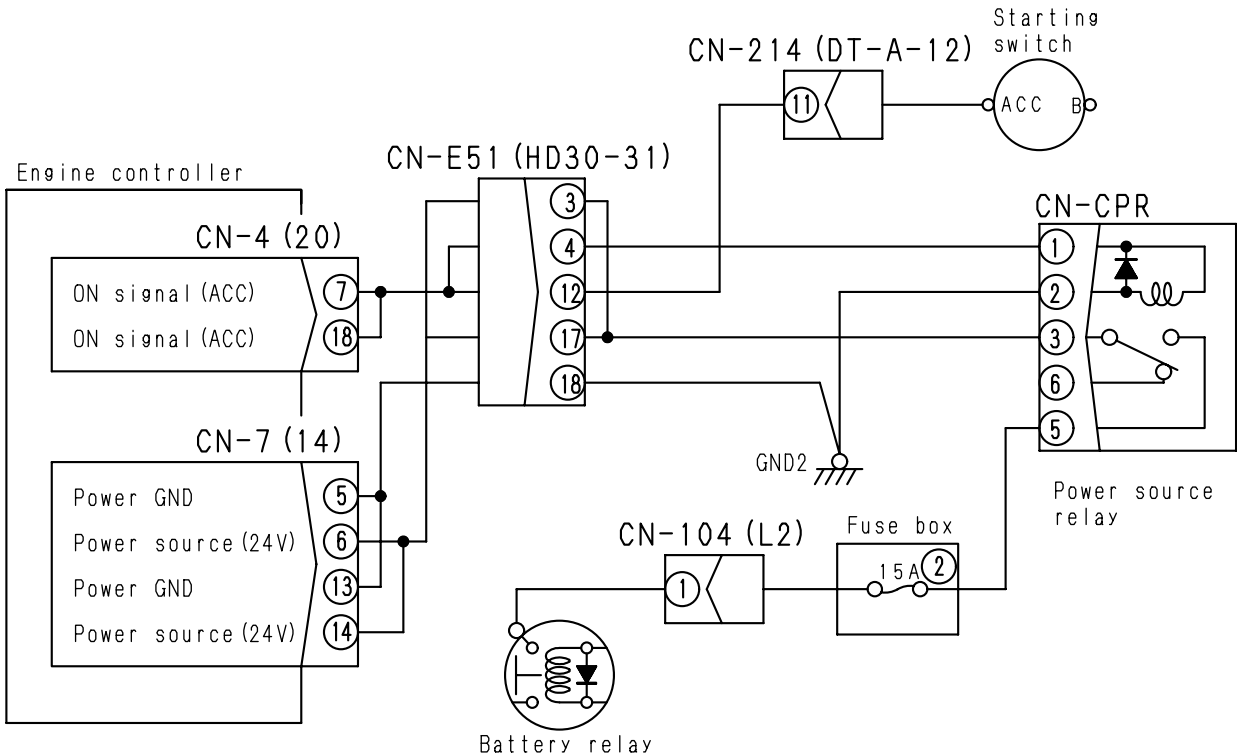 Starting
switch
CN-214 (DT-A-12)
11
ACC B
CN-E51 (HD30-31)
Engine controller
3
CN-CPR
CN-4 (20)
4
1
ON signal (ACC)
7
12
2
ON signal (ACC)
18
17
3
18
6
5
CN-7 (14)
GND2
Power source
relay
Power GND
5
Power source (24V)
6
CN-104 (L2)
Fuse box
Power GND
13
1
15A
2
Power source (24V)
14
Battery relay